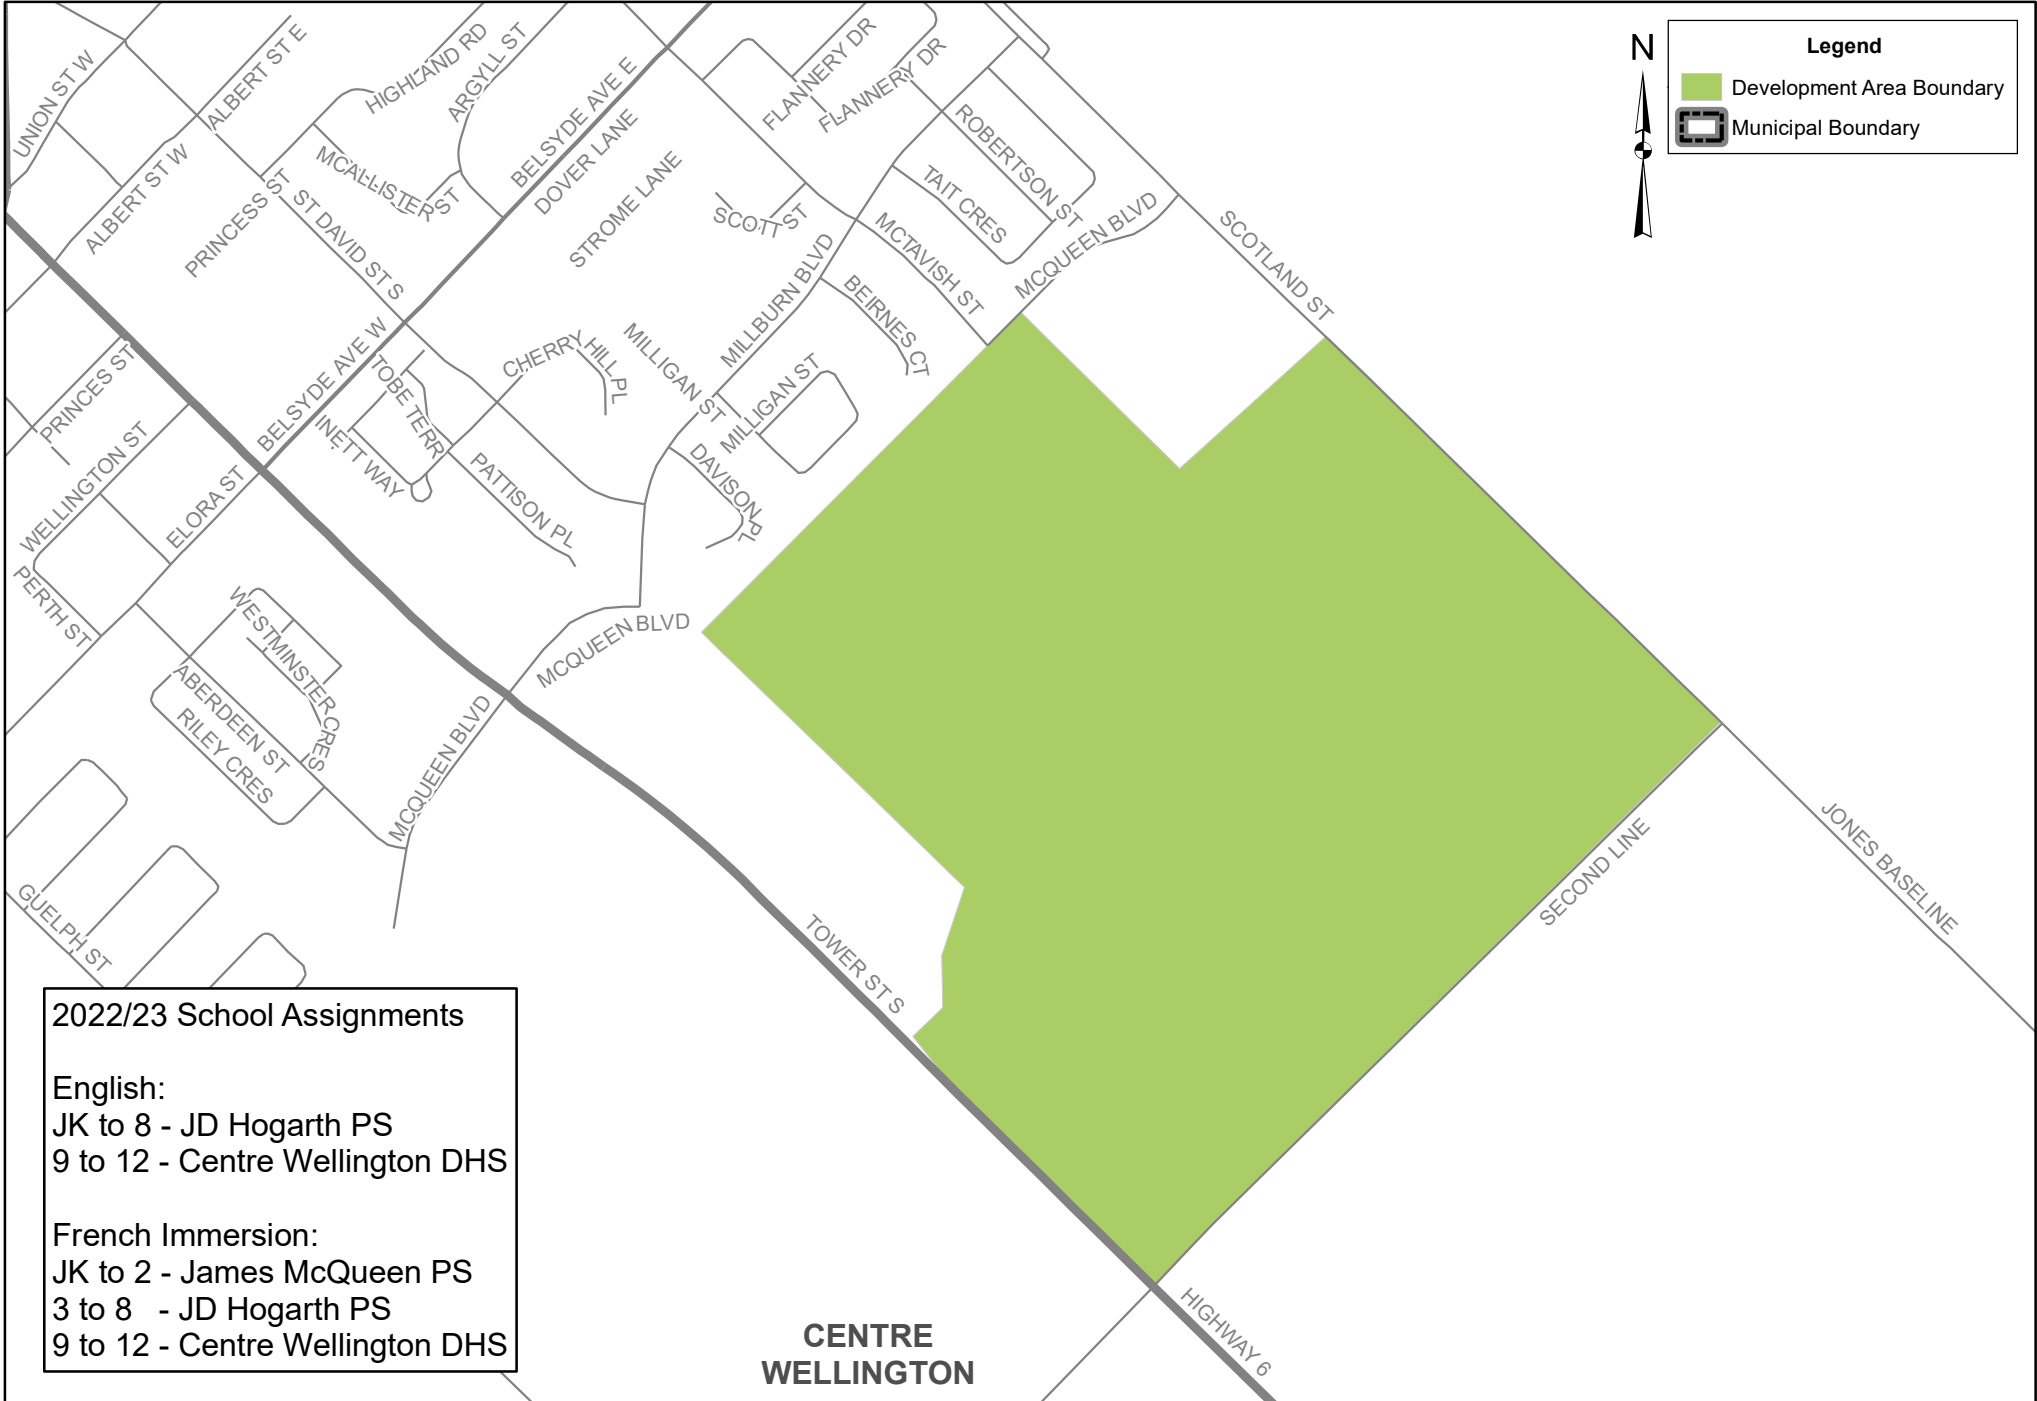 UNION ST W
ALBERT ST E
HIGHLAND RD
ARGYLL ST
BELSYDE AVE E
DOVER LANE
STROME LANE
FLANNERY DR
FLANNERY DR
ROBERTSON ST
TAIT CRES
MCQUEEN BLVD
SCOTLAND ST
N
Legend
Development Area Boundary
Municipal Boundary
ALBERT ST W
PRINCESS ST
MCALLISTER ST
ST DAVID ST S
SCOTT ST
MCTAVISH ST
MILLBURN BLVD
BEIRNES CT
PRINCES ST
BELSYDE AVE W
TOBE TERR
INETT WAY
CHERRY HILL PL
MILLIGAN ST
MILLIGAN ST
DAVISON PL
PATTISON PL
WELLINGTON ST
ELORA ST
PERTH ST
WESTMINSTER CRES
ABERDEEN ST
RILEY CRES
MCQUEEN BLVD
MCQUEEN BLVD
GUELPH ST
TOWER ST S
SECOND LINE
JONES BASELINE
HIGHWAY 6
2022/23 School Assignments
English:
JK to 8 - JD Hogarth PS
9 to 12 - Centre Wellington DHS
French Immersion:
JK to 2 - James McQueen PS
3 to 8 - JD Hogarth PS
9 to 12 - Centre Wellington DHS
CENTRE
WELLINGTON